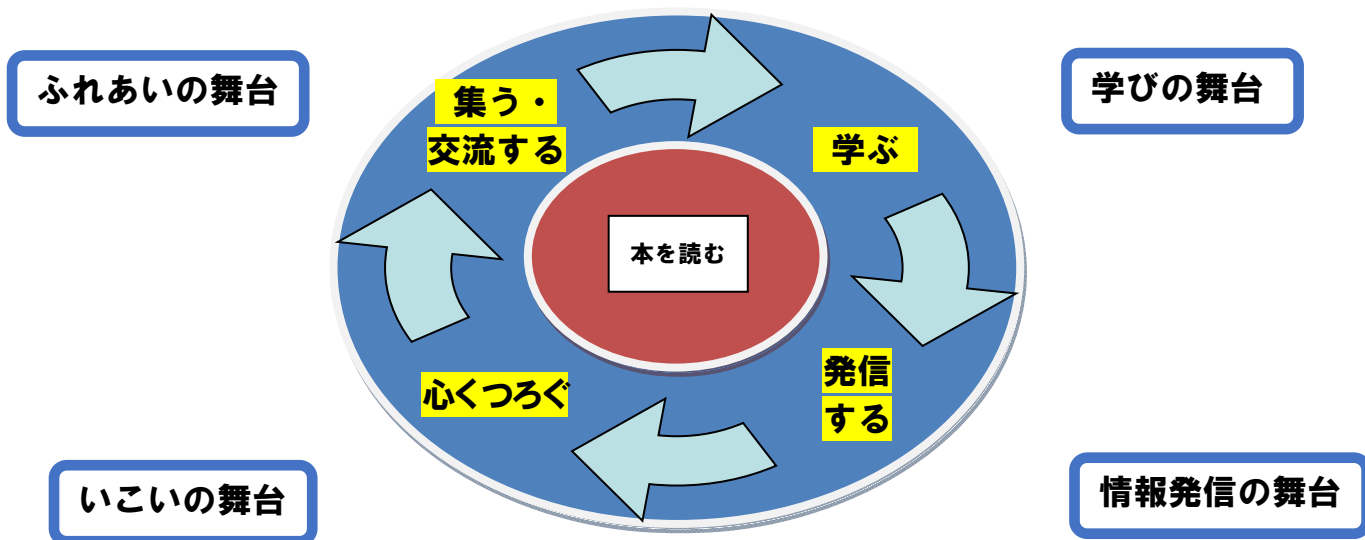 ふれあいの舞台
学びの舞台
集う・
交流する
学ぶ
本を読む
心くつろぐ
発信
する
いこいの舞台
情報発信の舞台